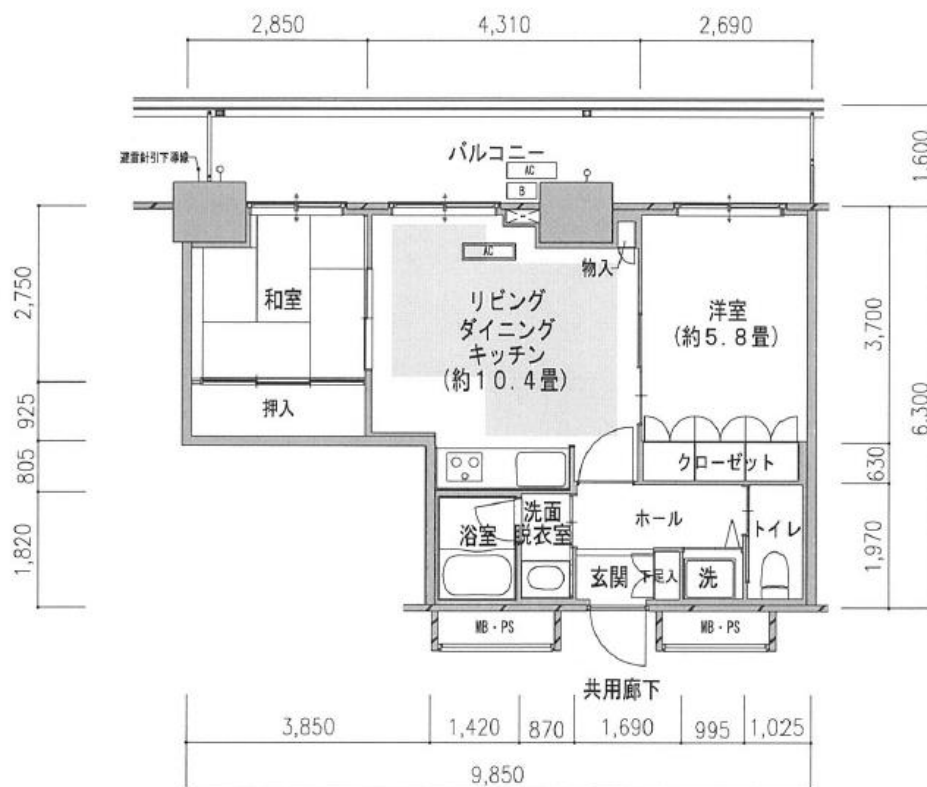 2,850
4,310
2,690
1,600
避雷針引下導線
バルコニー
AC
B
AC
物入
和室
リビング
ダイニング
キッチン
(約10.4畳)
洋室
(約5.8畳)
2,750
3,700
6,300
押入
925
クローゼット
805
630
洗面
脱衣室
浴室
ホール
トイレ
1,820
1,970
玄関
下足入
洗
MB・PS
MB・PS
共用廊下
3,850
1,420
870
1,690
995
1,025
9,850